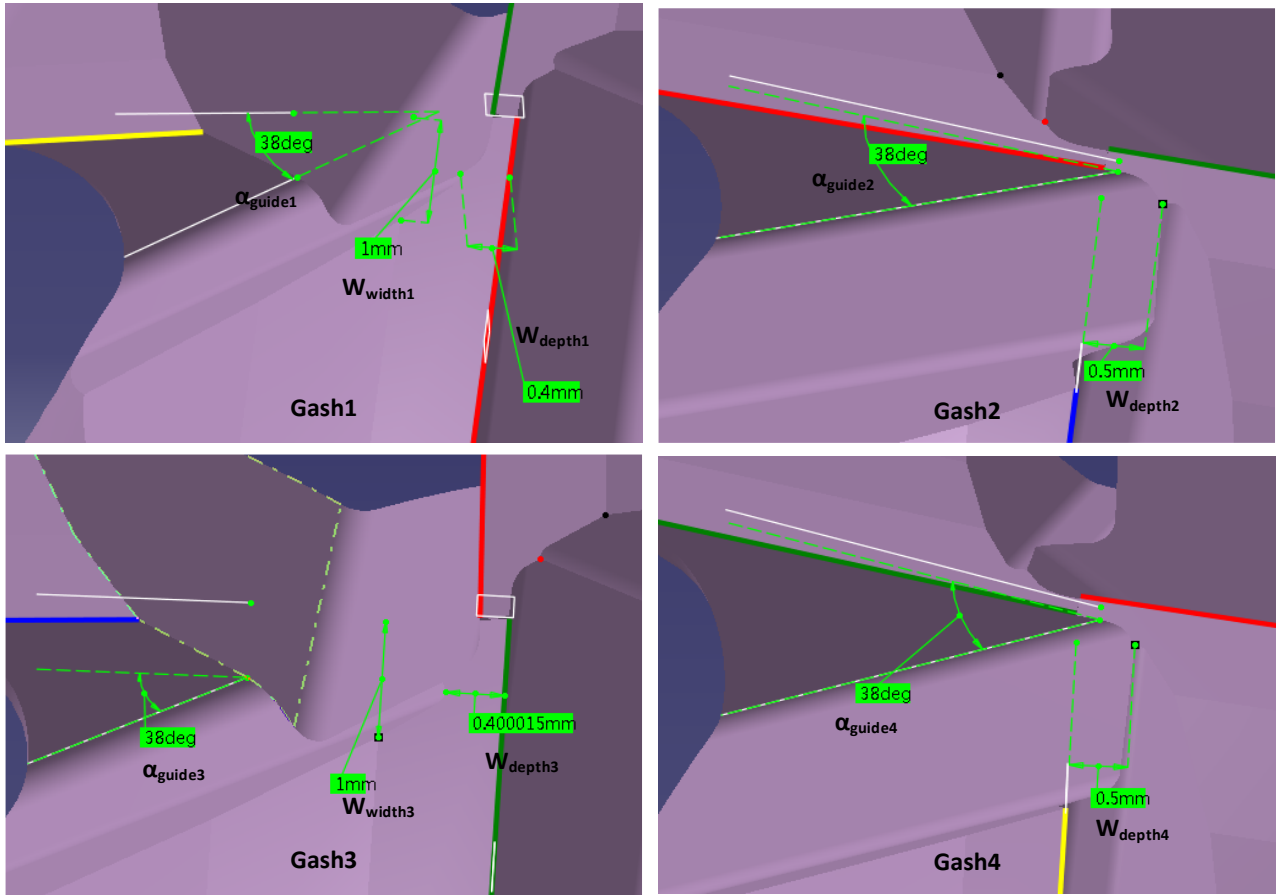 38deg
αguide1
1mm
Wwidth1
Wdepth1
0.4mm
Gash1
38deg
αguide2
0.5mm
Wdepth2
Gash2
38deg
αguide3
0.400015mm
Wdepth3
1mm
Wwidth3
Gash3
38deg
αguide4
0.5mm
Wdepth4
Gash4